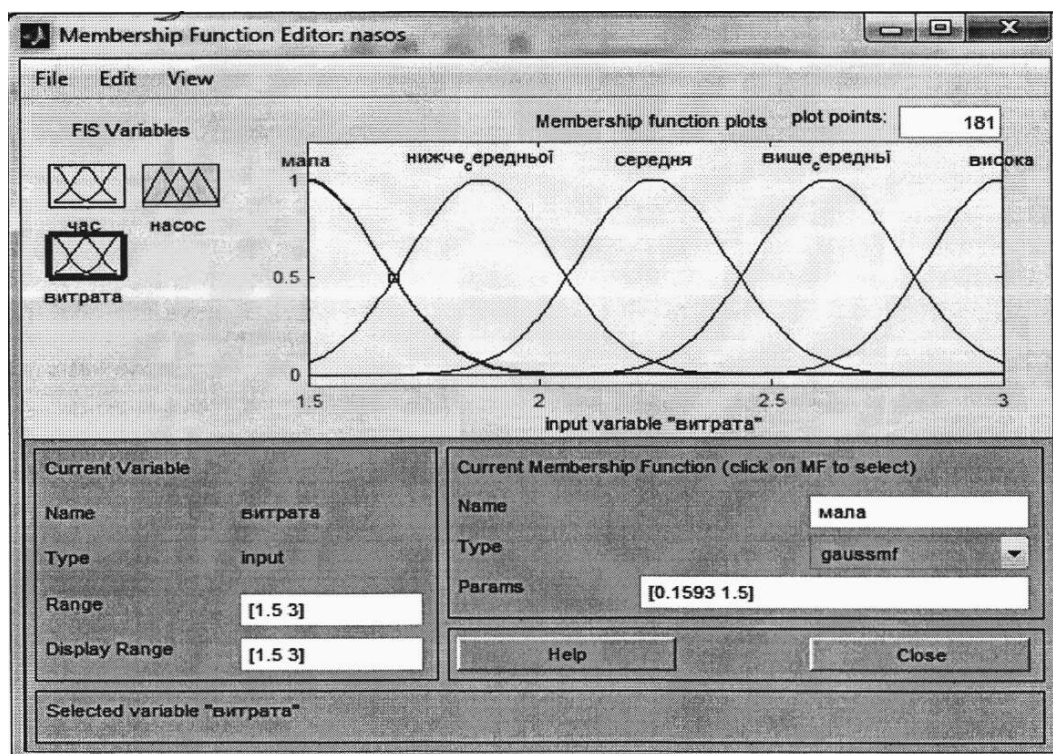 Membership Function Editor: nasos
File Edit View
FIS Variables
Membership function plots plot points: 181
мала нижче_середньої середня вище_середньї висока
час насос
витрата
1
0.5
0
1.5 2 2.5 3
input variable "витрата"
Current Variable
Name витрата
Type input
Range [1.5 3]
Display Range [1.5 3]
Current Membership Function (click on MF to select)
Name мала
Type gaussmf
Params [0.1593 1.5]
Help Close
Selected variable "витрата"